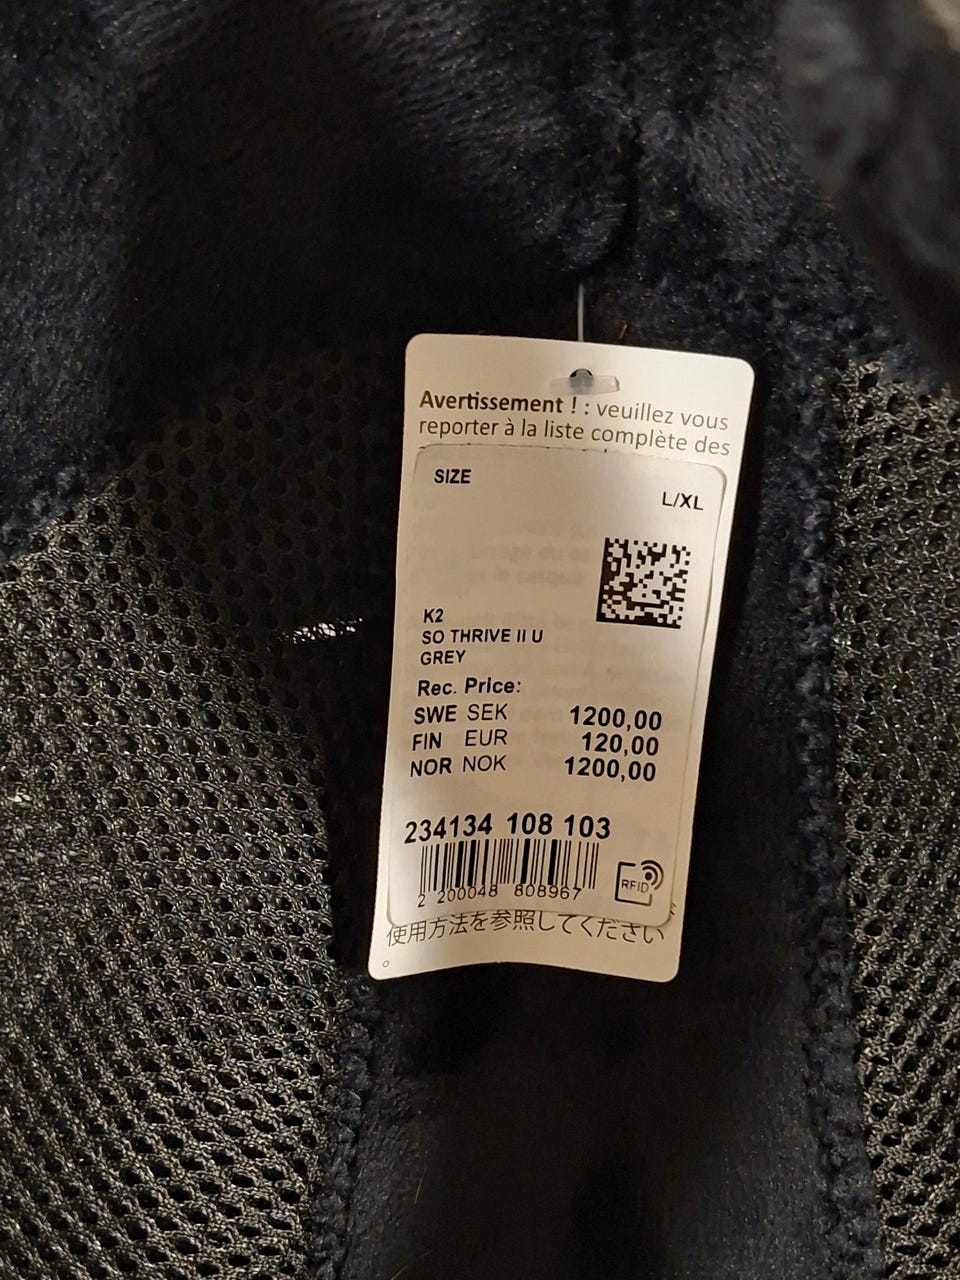 Avertissement ! : veuillez vous
reporter à la liste complète des
SIZE
L/XL
K2
SO THRIVE II U
GREY
Rec. Price:
SWE SEK 1200,00
FIN EUR 120,00
NOR NOK 1200,00
234134 108 103
2 200048 808967
RFID
使用方法を参照してください
。